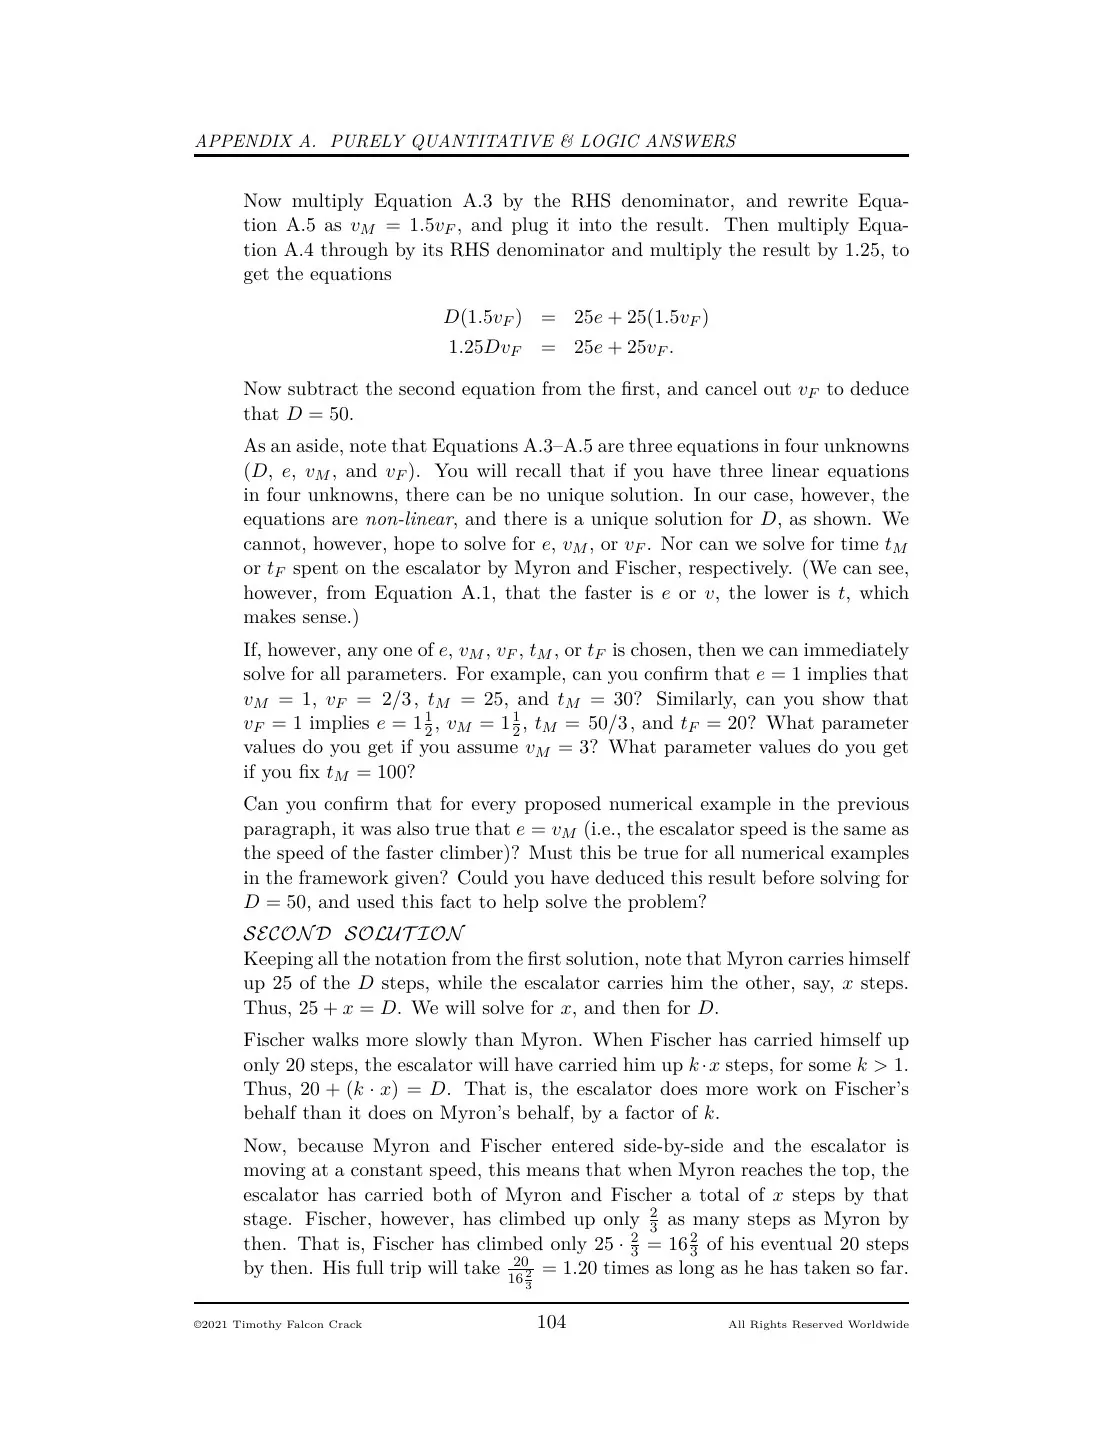 APPENDIX A. PURELY QUANTITATIVE & LOGIC ANSWERS
Now multiply Equation A.3 by the RHS denominator, and rewrite Equa-
tion A.5 as v_M = 1.5v_F, and plug it into the result. Then multiply Equa-
tion A.4 through by its RHS denominator and multiply the result by 1.25, to
get the equations
D(1.5v_F) = 25e + 25(1.5v_F)
1.25Dv_F = 25e + 25v_F.
Now subtract the second equation from the first, and cancel out v_F to deduce
that D = 50.
As an aside, note that Equations A.3–A.5 are three equations in four unknowns
(D, e, v_M, and v_F). You will recall that if you have three linear equations
in four unknowns, there can be no unique solution. In our case, however, the
equations are non-linear, and there is a unique solution for D, as shown. We
cannot, however, hope to solve for e, v_M, or v_F. Nor can we solve for time t_M
or t_F spent on the escalator by Myron and Fischer, respectively. (We can see,
however, from Equation A.1, that the faster is e or v, the lower is t, which
makes sense.)
If, however, any one of e, v_M, v_F, t_M, or t_F is chosen, then we can immediately
solve for all parameters. For example, can you confirm that e = 1 implies that
v_M = 1, v_F = 2/3, t_M = 25, and t_M = 30? Similarly, can you show that
v_F = 1 implies e = 1 1/2, v_M = 1 1/2, t_M = 50/3, and t_F = 20? What parameter
values do you get if you assume v_M = 3? What parameter values do you get
if you fix t_M = 100?
Can you confirm that for every proposed numerical example in the previous
paragraph, it was also true that e = v_M (i.e., the escalator speed is the same as
the speed of the faster climber)? Must this be true for all numerical examples
in the framework given? Could you have deduced this result before solving for
D = 50, and used this fact to help solve the problem?
SECOND SOLUTION
Keeping all the notation from the first solution, note that Myron carries himself
up 25 of the D steps, while the escalator carries him the other, say, x steps.
Thus, 25 + x = D. We will solve for x, and then for D.
Fischer walks more slowly than Myron. When Fischer has carried himself up
only 20 steps, the escalator will have carried him up k·x steps, for some k > 1.
Thus, 20 + (k · x) = D. That is, the escalator does more work on Fischer's
behalf than it does on Myron's behalf, by a factor of k.
Now, because Myron and Fischer entered side-by-side and the escalator is
moving at a constant speed, this means that when Myron reaches the top, the
escalator has carried both of Myron and Fischer a total of x steps by that
stage. Fischer, however, has climbed up only 2/3 as many steps as Myron by
then. That is, Fischer has climbed only 25 · 2/3 = 16 2/3 of his eventual 20 steps
by then. His full trip will take 20/(16 2/3) = 1.20 times as long as he has taken so far.
©2021 Timothy Falcon Crack 104 All Rights Reserved Worldwide